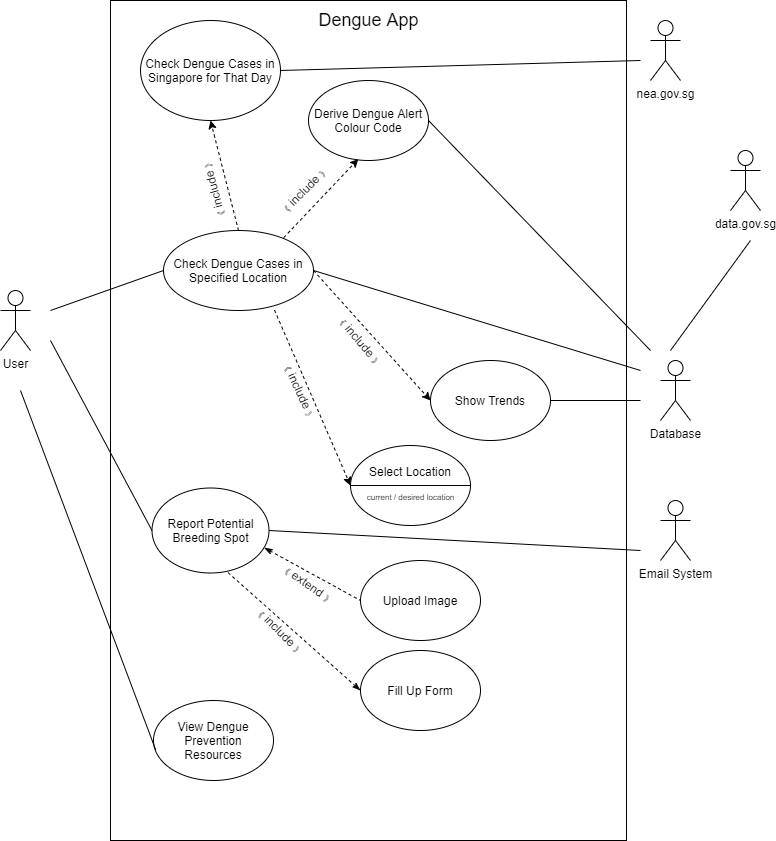 Dengue App
Check Dengue Cases in
Singapore for That Day
nea.gov.sg
Derive Dengue Alert
Colour Code
《 include 》
《 include 》
data.gov.sg
Check Dengue Cases in
Specified Location
User
《 include 》
《 include 》
Show Trends
Database
Select Location
current / desired location
Report Potential
Breeding Spot
Email System
《 extend 》
Upload Image
《 include 》
Fill Up Form
View Dengue
Prevention
Resources